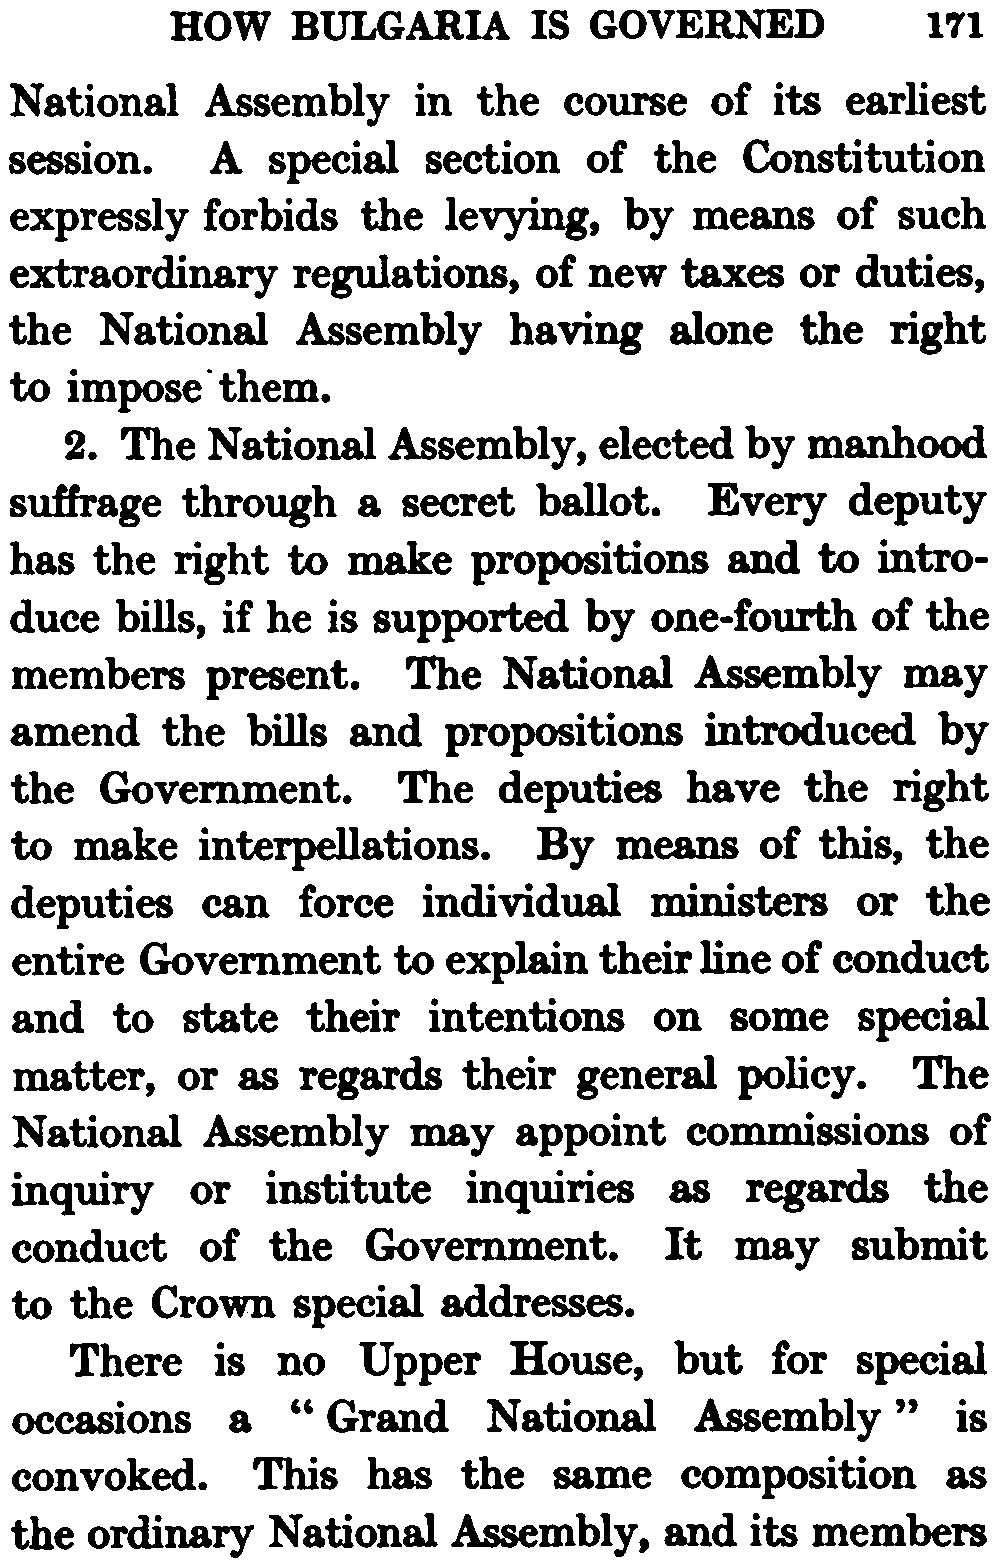 HOW BULGARIA IS GOVERNED 171
National Assembly in the course of its earliest
session. A special section of the Constitution
expressly forbids the levying, by means of such
extraordinary regulations, of new taxes or duties,
the National Assembly having alone the right
to impose them.
2. The National Assembly, elected by manhood
suffrage through a secret ballot. Every deputy
has the right to make propositions and to intro-
duce bills, if he is supported by one-fourth of the
members present. The National Assembly may
amend the bills and propositions introduced by
the Government. The deputies have the right
to make interpellations. By means of this, the
deputies can force individual ministers or the
entire Government to explain their line of conduct
and to state their intentions on some special
matter, or as regards their general policy. The
National Assembly may appoint commissions of
inquiry or institute inquiries as regards the
conduct of the Government. It may submit
to the Crown special addresses.
There is no Upper House, but for special
occasions a “ Grand National Assembly ” is
convoked. This has the same composition as
the ordinary National Assembly, and its members